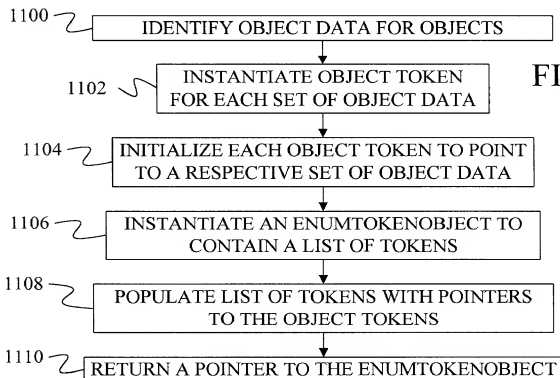 1100
IDENTIFY OBJECT DATA FOR OBJECTS
1102
INSTANTIATE OBJECT TOKEN
FOR EACH SET OF OBJECT DATA
1104
INITIALIZE EACH OBJECT TOKEN TO POINT
TO A RESPECTIVE SET OF OBJECT DATA
1106
INSTANTIATE AN ENUMTOKENOBJECT TO
CONTAIN A LIST OF TOKENS
1108
POPULATE LIST OF TOKENS WITH POINTERS
TO THE OBJECT TOKENS
1110
RETURN A POINTER TO THE ENUMTOKENOBJECT